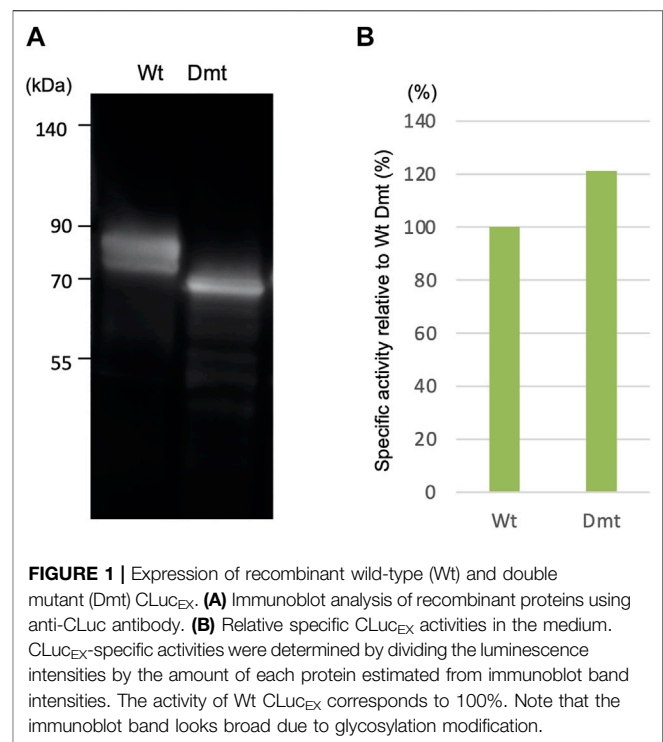 A
Wt Dmt
(kDa)
140
90
70
55
B
(%)
Specific activity relative to Wt Dmt (%)
140
120
100
80
60
40
20
0
Wt Dmt
FIGURE 1 | Expression of recombinant wild-type (Wt) and double
mutant (Dmt) CLucEX. (A) Immunoblot analysis of recombinant proteins using
anti-CLuc antibody. (B) Relative specific CLucEX activities in the medium.
CLucEX-specific activities were determined by dividing the luminescence
intensities by the amount of each protein estimated from immunoblot band
intensities. The activity of Wt CLucEX corresponds to 100%. Note that the
immunoblot band looks broad due to glycosylation modification.